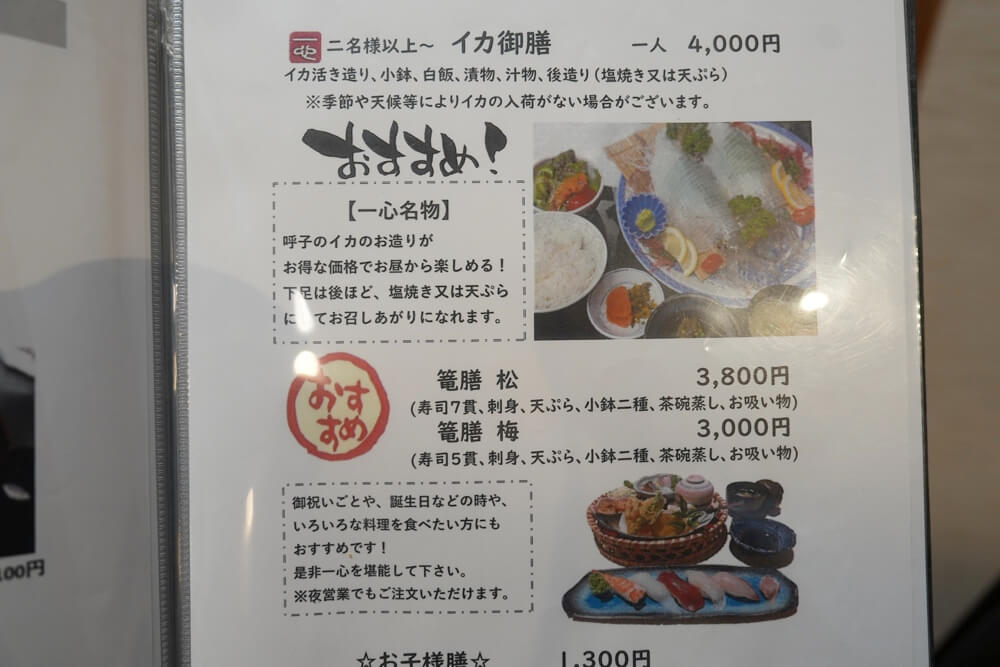 一心 二名様以上～ イカ御膳 一人 4,000円
イカ活き造り、小鉢、白飯、漬物、汁物、後造り（塩焼き又は天ぷら）
※季節や天候等によりイカの入荷がない場合がございます。
おすすめ！
【一心名物】
呼子のイカのお造りが
お得な価格でお昼から楽しめる！
下足は後ほど、塩焼き又は天ぷら
に てお召しあがりになれます。
おすすめ
篭膳 松 3,800円
(寿司7貫、刺身、天ぷら、小鉢二種、茶碗蒸し、お吸い物)
篭膳 梅 3,000円
(寿司5貫、刺身、天ぷら、小鉢二種、茶碗蒸し、お吸い物)
御祝いごとや、誕生日などの時や、
いろいろな料理を食べたい方にも
おすすめです！
是非一心を堪能して下さい。
※夜営業でもご注文いただけます。
☆お子様膳☆ 1,300円
100円